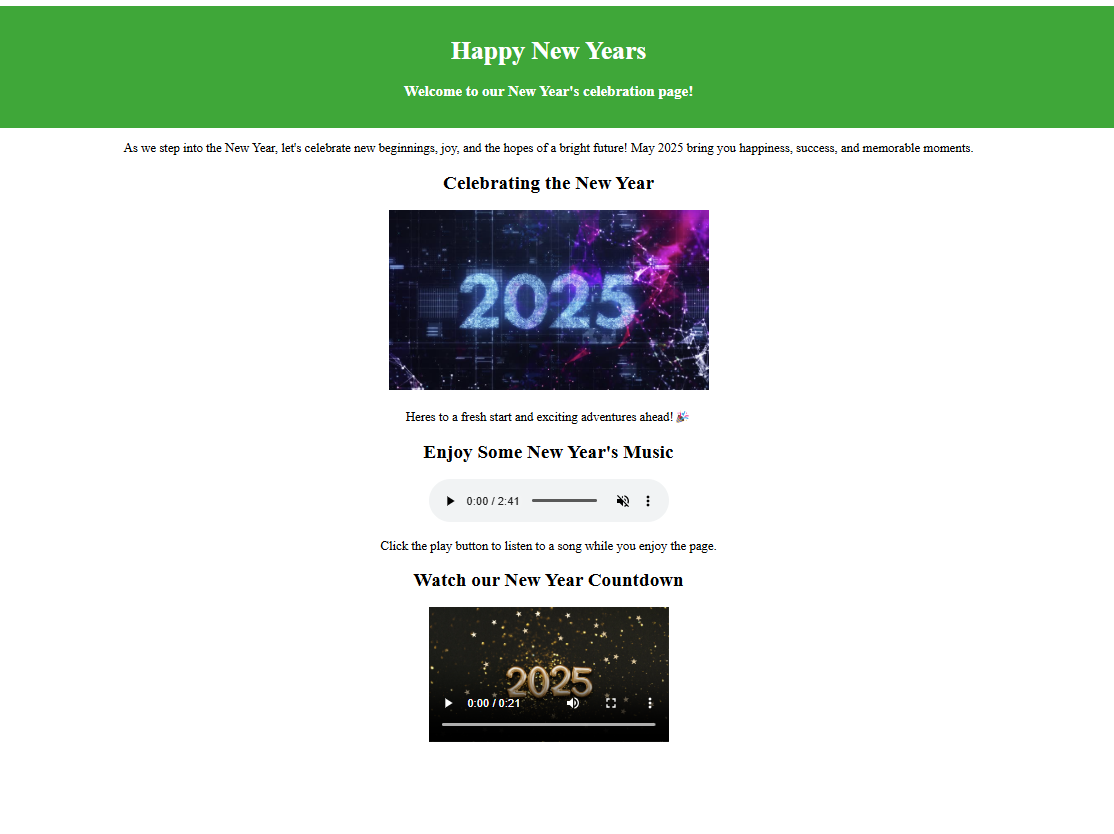 Happy New Years
Welcome to our New Year's celebration page!
As we step into the New Year, let's celebrate new beginnings, joy, and the hopes of a bright future! May 2025 bring you happiness, success, and memorable moments.
Celebrating the New Year
2025
Heres to a fresh start and exciting adventures ahead! 🎉
Enjoy Some New Year's Music
0:00 / 2:41
Click the play button to listen to a song while you enjoy the page.
Watch our New Year Countdown
2025
0:00 / 0:21